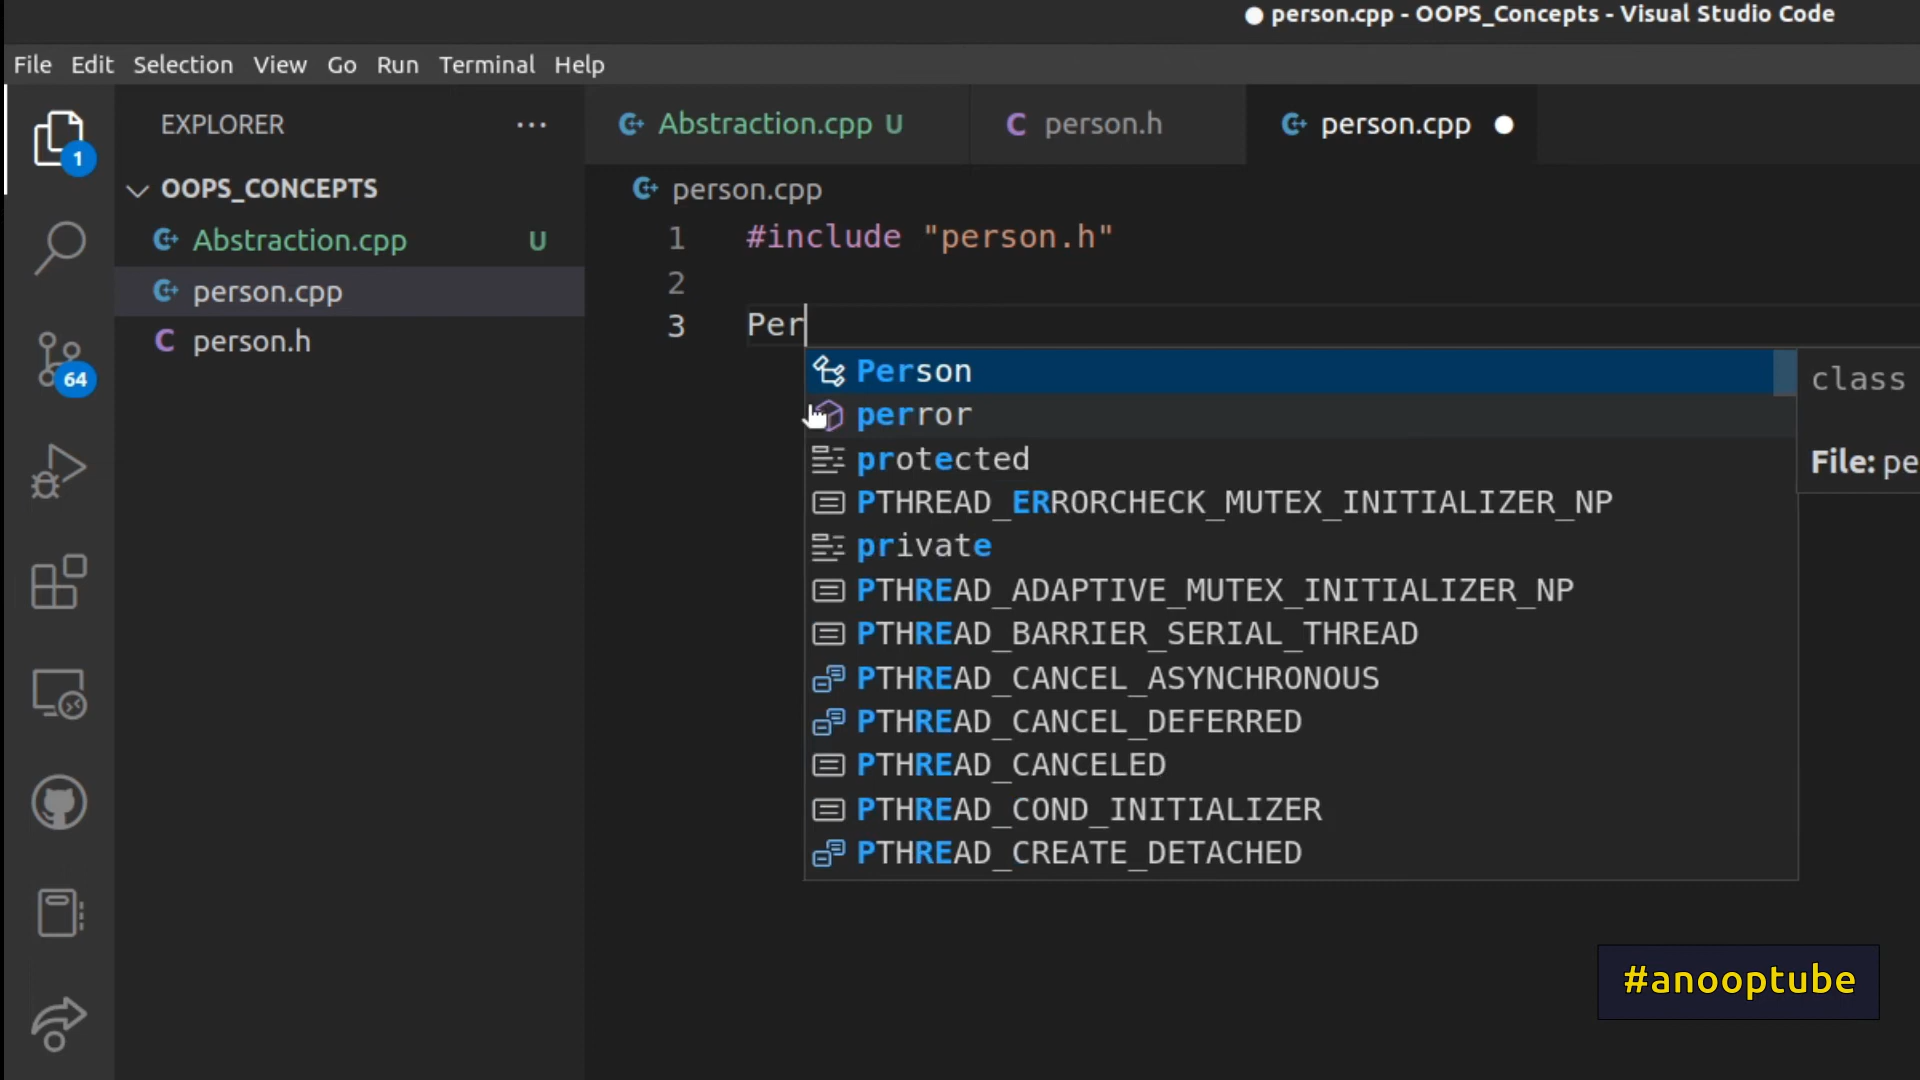 person.cpp - OOPS_Concepts - Visual Studio Code
File Edit Selection View Go Run Terminal Help
EXPLORER ···
Abstraction.cpp U
person.h
person.cpp
1
OOPS_CONCEPTS
person.cpp
Abstraction.cpp U
1 #include "person.h"
person.cpp
2
person.h
3 Per
64
Person
class
perror
protected
File: pe
PTHREAD_ERRORCHECK_MUTEX_INITIALIZER_NP
private
PTHREAD_ADAPTIVE_MUTEX_INITIALIZER_NP
PTHREAD_BARRIER_SERIAL_THREAD
PTHREAD_CANCEL_ASYNCHRONOUS
PTHREAD_CANCEL_DEFERRED
PTHREAD_CANCELED
PTHREAD_COND_INITIALIZER
PTHREAD_CREATE_DETACHED
#anooptube